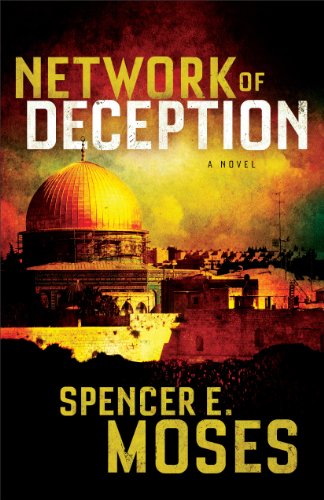 NETWORK OF
DECEPTION
A NOVEL
SPENCER E.
MOSES